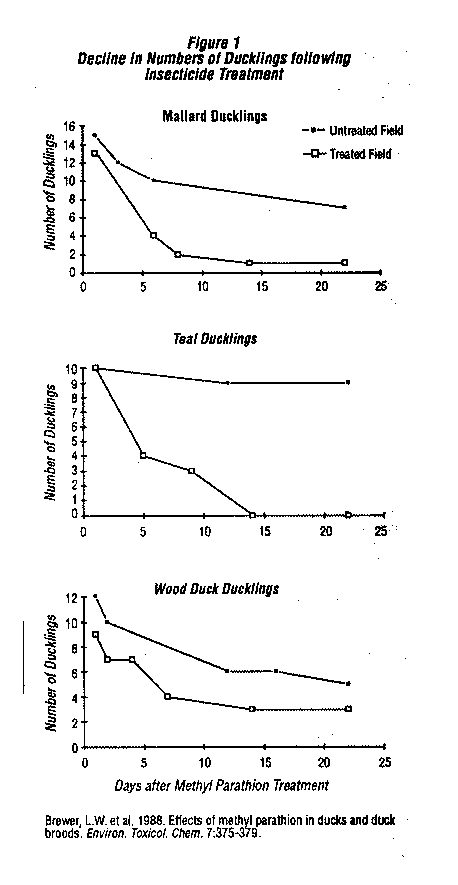 Figure 1
Decline in Numbers of Ducklings following
Insecticide Treatment
Mallard Ducklings
Untreated Field
Treated Field
Number of Ducklings
16
14
12
10
8
6
4
2
0
0 5 10 15 20 25
Teal Ducklings
Number of Ducklings
10
9
8
7
6
5
4
3
2
1
0
0 5 10 15 20 25
Wood Duck Ducklings
Number of Ducklings
12
10
8
6
4
2
0
0 5 10 15 20 25
Days after Methyl Parathion Treatment
Brewer, L.W. et al, 1988. Effects of methyl parathion in ducks and duck
broods. Environ. Toxicol. Chem. 7:375-379.